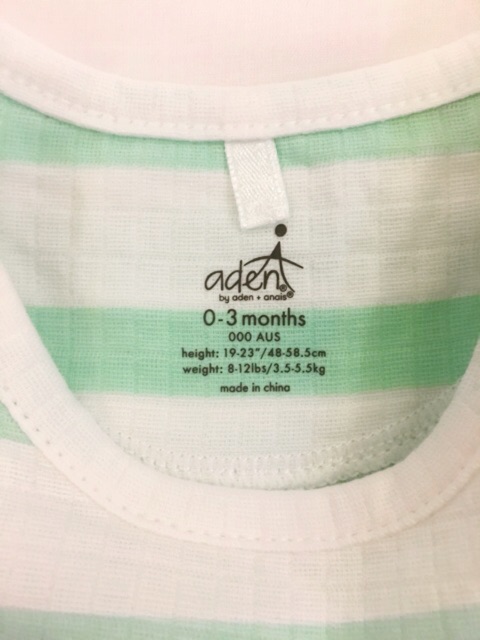 aden®
by aden + anais®
0-3 months
000 AUS
height: 19-23"/48-58.5cm
weight: 8-12lbs/3.5-5.5kg
made in china